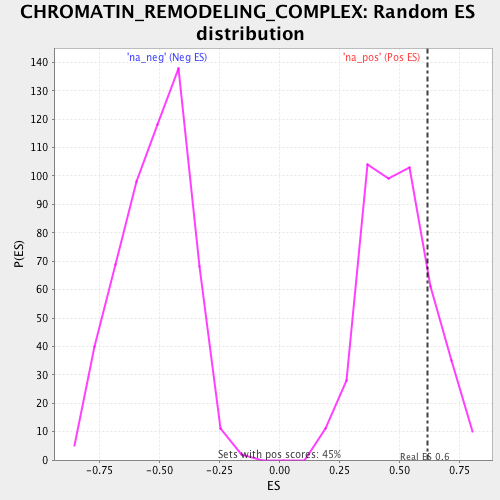 CHROMATIN_REMODELING_COMPLEX: Random ES
distribution
'na_neg' (Neg ES)
'na_pos' (Pos ES)
140
130
120
110
100
90
80
70
60
50
40
30
20
10
0
P(ES)
Sets with pos scores: 45%
Real ES 0.6
-0.75
-0.50
-0.25
0.00
0.25
0.50
0.75
ES